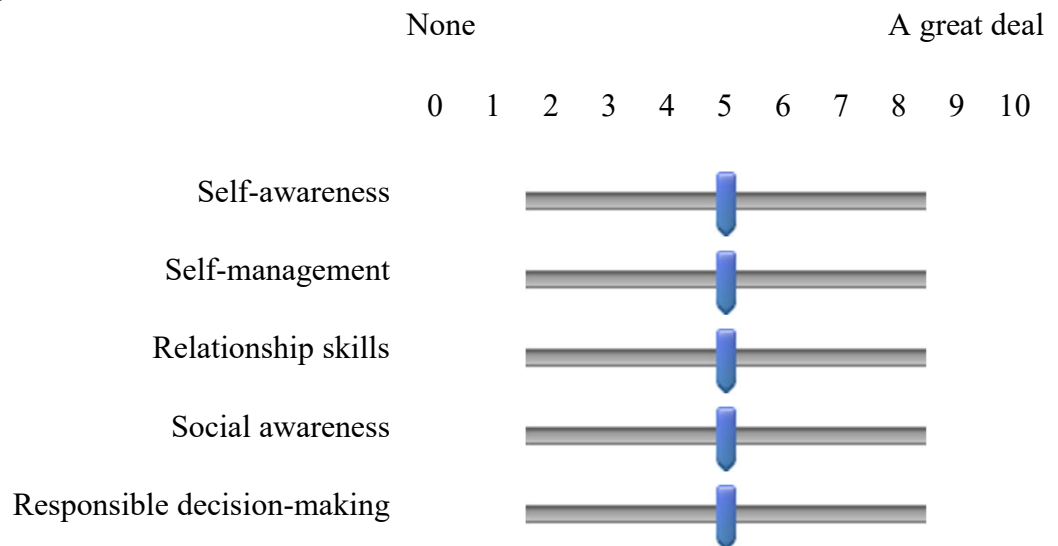 None A great deal
0 1 2 3 4 5 6 7 8 9 10
Self-awareness
Self-management
Relationship skills
Social awareness
Responsible decision-making